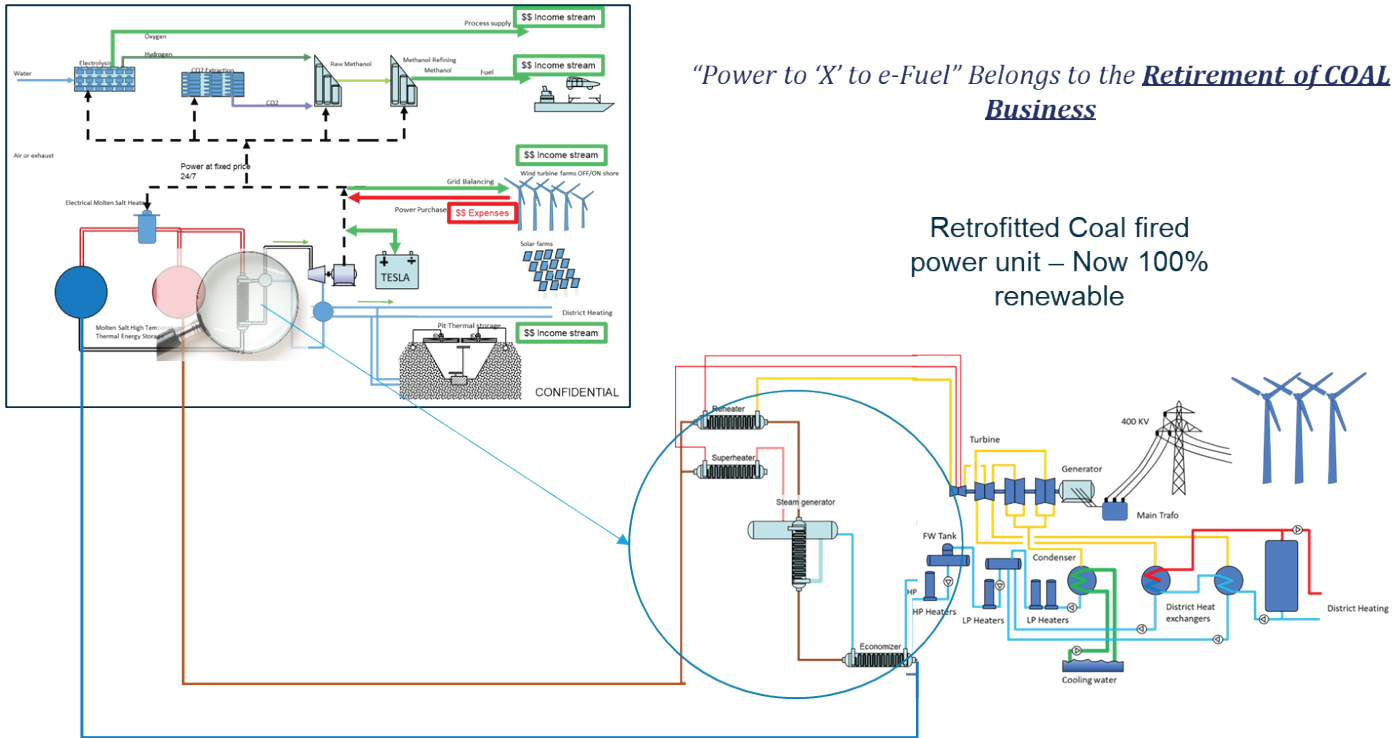 $$ Income stream
Process supply
Oxygen
Hydrogen
Electrolysis
Water
CO2 Extraction
CO2
Raw Methanol
Methanol Refining
Methanol
Fuel
$$ Income stream
“Power to ‘X’ to e-Fuel” Belongs to the Retirement of COAL
Business
Air or exhaust
Power at fixed price
24/7
$$ Income stream
Wind turbine farms OFF/ON shore
Grid Balancing
Electrical Molten Salt Heater
Power Purchase
$$ Expenses
Solar farms
TESLA
Retrofitted Coal fired
power unit – Now 100%
renewable
District Heating
Molten Salt High
Thermal Energy
Pit Thermal storage
$$ Income stream
CONFIDENTIAL
Reheater
Superheater
Steam generator
Economizer
Turbine
Generator
400 KV
Main Trafo
FW Tank
HP
HP Heaters
LP Heaters
LP Heaters
Condenser
Cooling water
District Heat
exchangers
District Heating